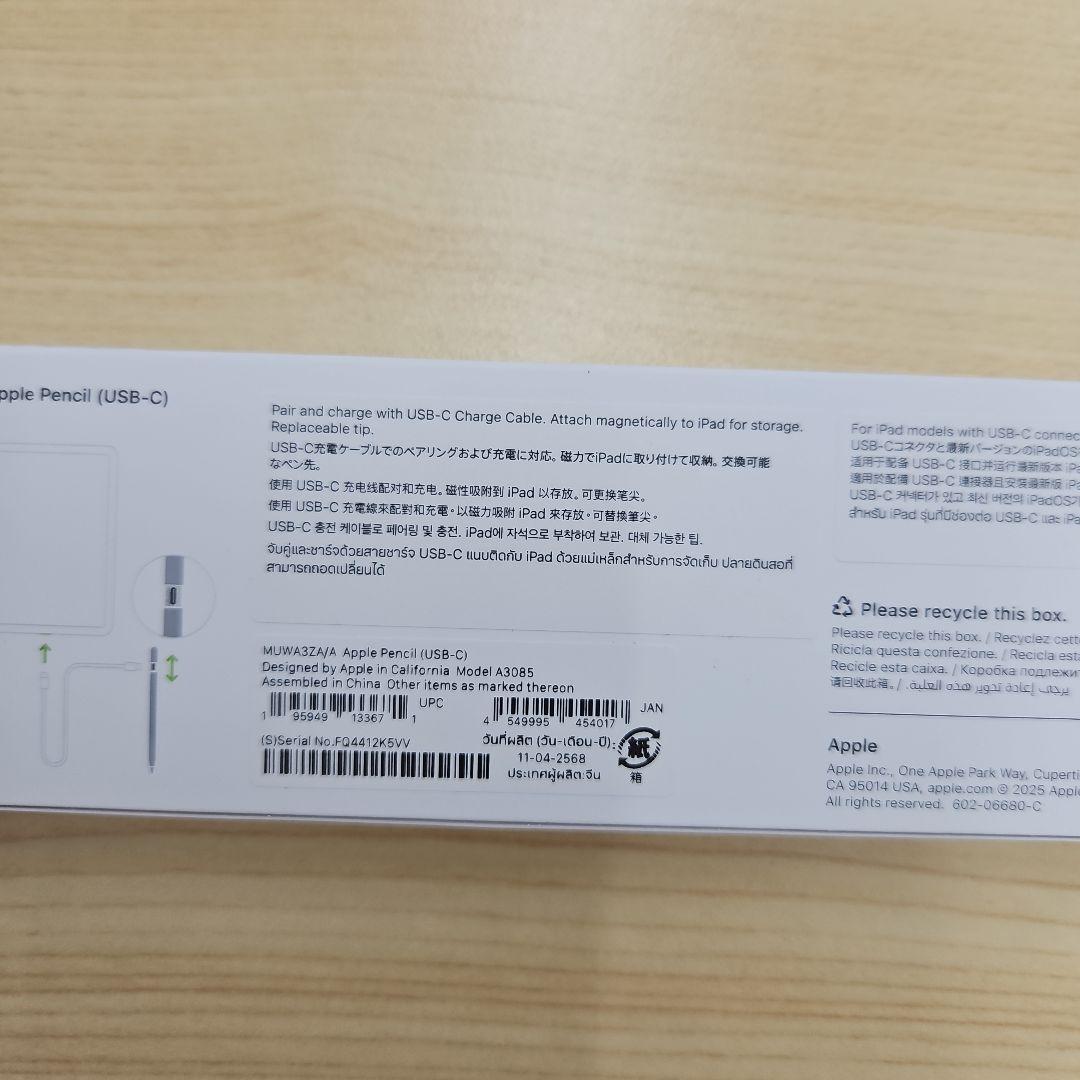 pple Pencil (USB-C)
Pair and charge with USB-C Charge Cable. Attach magnetically to iPad for storage.
Replaceable tip.
USB-C充電ケーブルでのペアリングおよび充電に対応。磁力でiPadに取り付けて収納。交換可能
なペン先。
使用 USB-C 充电线配对和充电。磁性吸附到 iPad 以存放。可更换笔尖。
使用 USB-C 充電線來配對和充電。以磁力吸附 iPad 來存放。可替換筆尖。
USB-C 충전 케이블로 페어링 및 충전. iPad에 자석으로 부착하여 보관. 대체 가능한 팁.
จับคู่และชาร์จด้วยสายชาร์จ USB-C แนบติดกับ iPad ด้วยแม่เหล็กสำหรับการจัดเก็บ ปลายดินสอที่
สามารถถอดเปลี่ยนได้
MUWA3ZA/A Apple Pencil (USB-C)
Designed by Apple in California Model A3085
Assembled in China Other items as marked thereon
UPC
1 95949 13367 1
JAN
4 549995 454017
(S)Serial No.FQ4412K5VV
วันที่ผลิต (วัน-เดือน-ปี):
11-04-2568
ประเทศผู้ผลิต:จีน
紙
箱
For iPad models with USB-C connec
USB-Cコネクタと最新バージョンのiPadOS
适用于配备 USB-C 接口并运行最新版本 iPa
適用於配備 USB-C 連接器且安裝最新版 iPa
USB-C 커넥터가 있고 최신 버전의 iPadOS가
สำหรับ iPad รุ่นที่มีช่องต่อ USB-C และ iPa
Please recycle this box.
Please recycle this box. / Recyclez cette
Ricicla questa confezione. / Recicla esta
Recicle esta caixa. / Коробка подлежит
请回收此箱。/ .يرجى إعادة تدوير هذه العلبة
Apple
Apple Inc., One Apple Park Way, Cuperti
CA 95014 USA, apple.com © 2025 Apple
All rights reserved. 602-06680-C